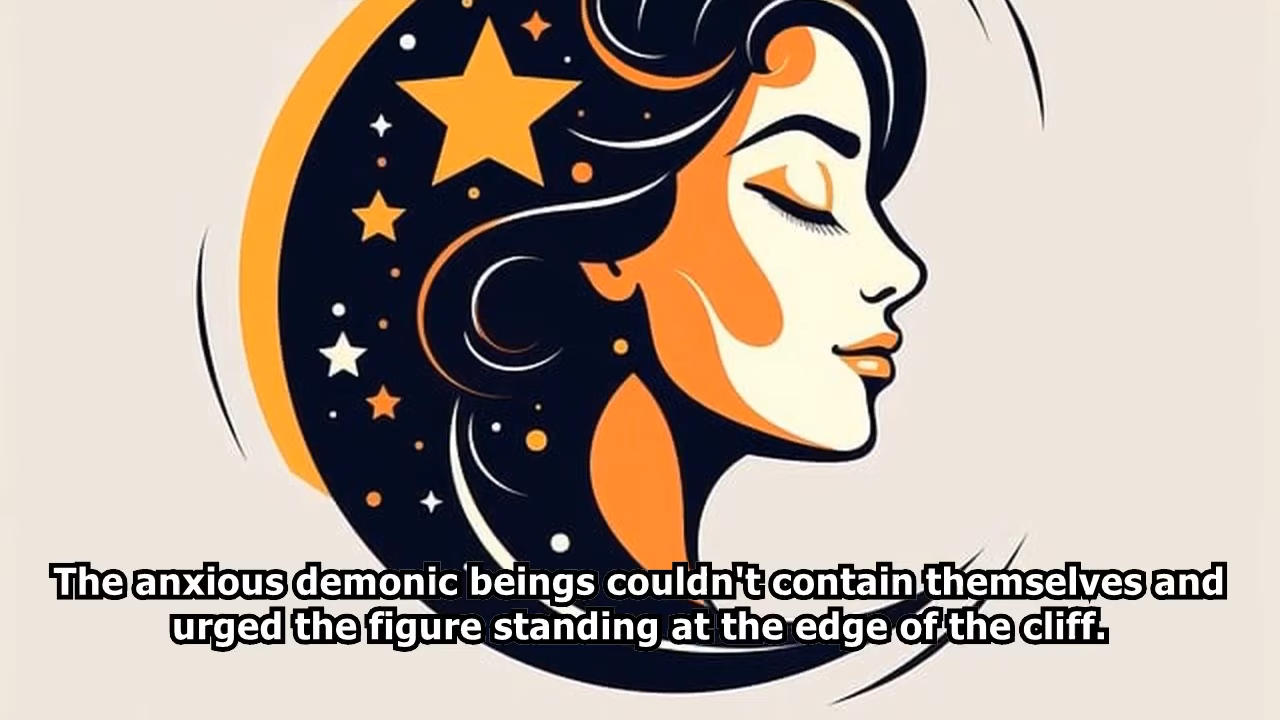 The anxious demonic beings couldn't contain themselves and
urged the figure standing at the edge of the cliff.